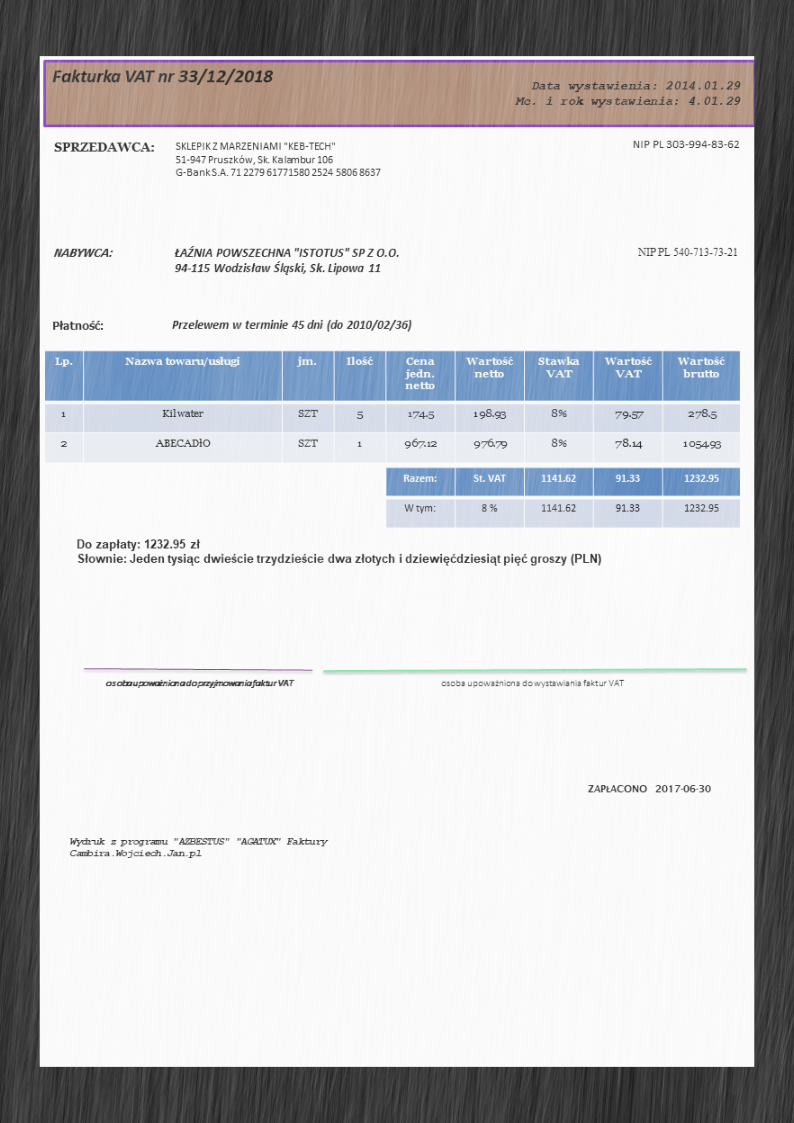 Fakturka VAT nr 33/12/2018
Data wystawienia: 2014.01.29
Mc. i rok wystawienia: 4.01.29
SPRZEDAWCA:
SKLEPIK Z MARZENIAMI "KEB-TECH"
51-947 Pruszków, Sk. Kalambur 106
G-Bank S.A. 71 2279 61771580 2524 5806 8637
NIP PL 303-994-83-62
NABYWCA:
ŁAŹNIA POWSZECHNA "ISTOTUS" SP Z O.O.
94-115 Wodzisław Śląski, Sk. Lipowa 11
NIP PL 540-713-73-21
Płatność: Przelewem w terminie 45 dni (do 2010/02/36)
Lp. Nazwa towaru/usługi jm. Ilość Cena jedn. netto Wartość netto Stawka VAT Wartość VAT Wartość brutto
1 Kilwater SZT 5 174.5 198.93 8% 79.57 278.5
2 ABECADŁO SZT 1 967.12 976.79 8% 78.14 1054.93
Razem: St. VAT 1141.62 91.33 1232.95
W tym: 8 % 1141.62 91.33 1232.95
Do zapłaty: 1232.95 zł
Słownie: Jeden tysiąc dwieście trzydzieście dwa złotych i dziewięćdziesiąt pięć groszy (PLN)
osoba upoważniona do przyjmowania faktur VAT
osoba upoważniona do wystawiania faktur VAT
ZAPŁACONO 2017-06-30
Wydruk z programu "AZBESTUS" "AGATUX" Faktury
Cambira.Wojciech.Jan.pl